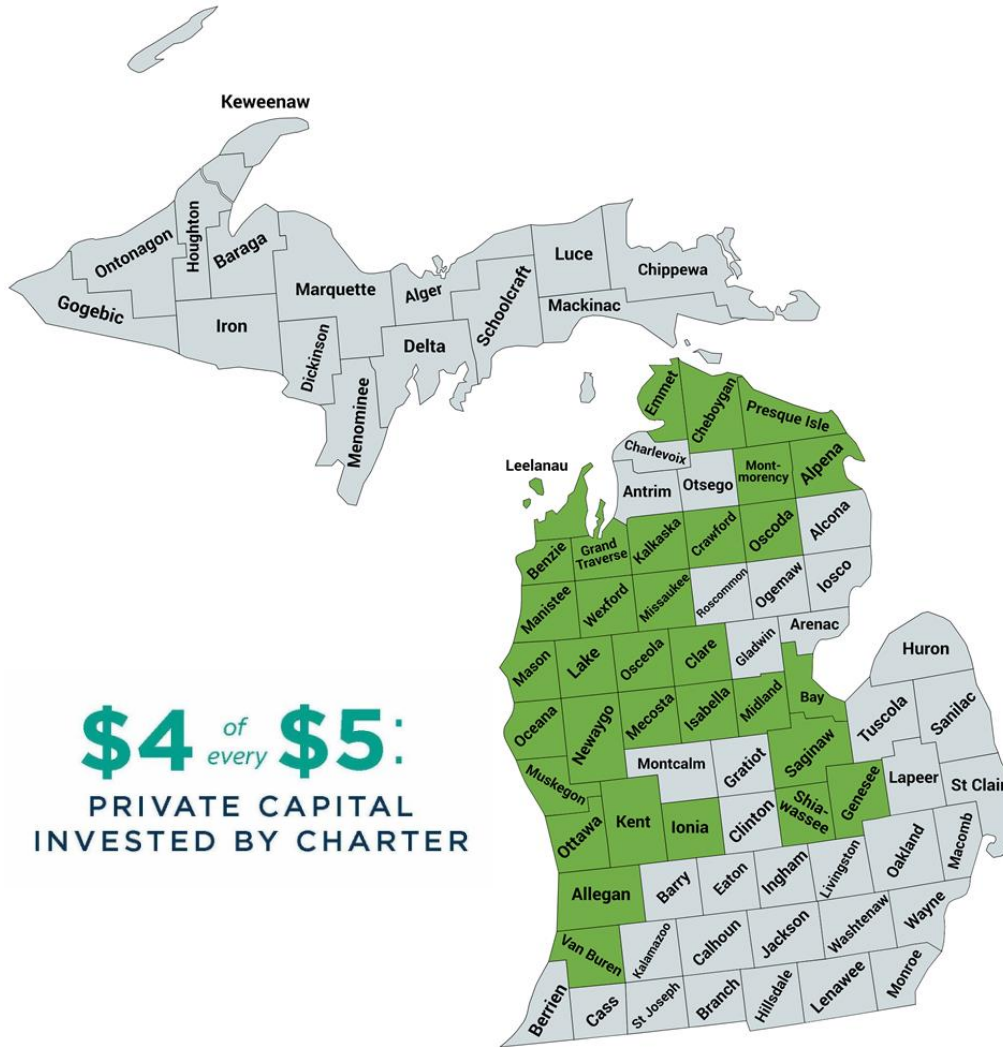 Keweenaw
Ontonagon
Houghton
Baraga
Gogebic
Iron
Marquette
Dickinson
Menominee
Alger
Delta
Schoolcraft
Luce
Chippewa
Mackinac
Emmet
Cheboygan
Presque Isle
Charlevoix
Antrim
Otsego
Mont-
morency
Alpena
Leelanau
Benzie
Grand
Traverse
Kalkaska
Crawford
Oscoda
Alcona
Manistee
Wexford
Missaukee
Roscommon
Ogemaw
Iosco
Mason
Lake
Osceola
Clare
Gladwin
Arenac
Huron
Oceana
Newaygo
Mecosta
Isabella
Midland
Bay
Tuscola
Sanilac
Muskegon
Montcalm
Gratiot
Saginaw
Lapeer
St Clair
Ottawa
Kent
Ionia
Clinton
Shia-
wassee
Genesee
Macomb
Oakland
Allegan
Barry
Eaton
Ingham
Livingston
Van Buren
Kalamazoo
Calhoun
Jackson
Washtenaw
Wayne
Berrien
Cass
St Joseph
Branch
Hillsdale
Lenawee
Monroe
$4 of every $5:
PRIVATE CAPITAL
INVESTED BY CHARTER